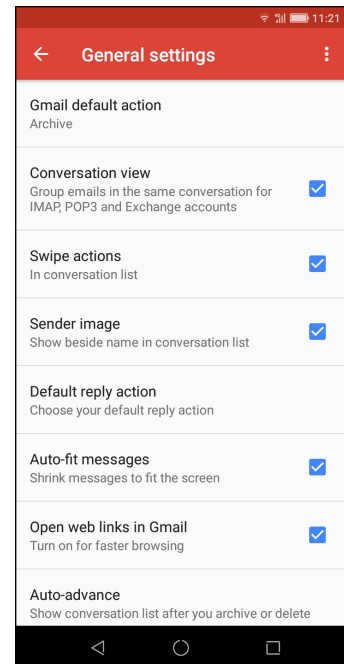 11:21
General settings
Gmail default action
Archive
Conversation view
Group emails in the same conversation for
IMAP, POP3 and Exchange accounts
Swipe actions
In conversation list
Sender image
Show beside name in conversation list
Default reply action
Choose your default reply action
Auto-fit messages
Shrink messages to fit the screen
Open web links in Gmail
Turn on for faster browsing
Auto-advance
Show conversation list after you archive or delete